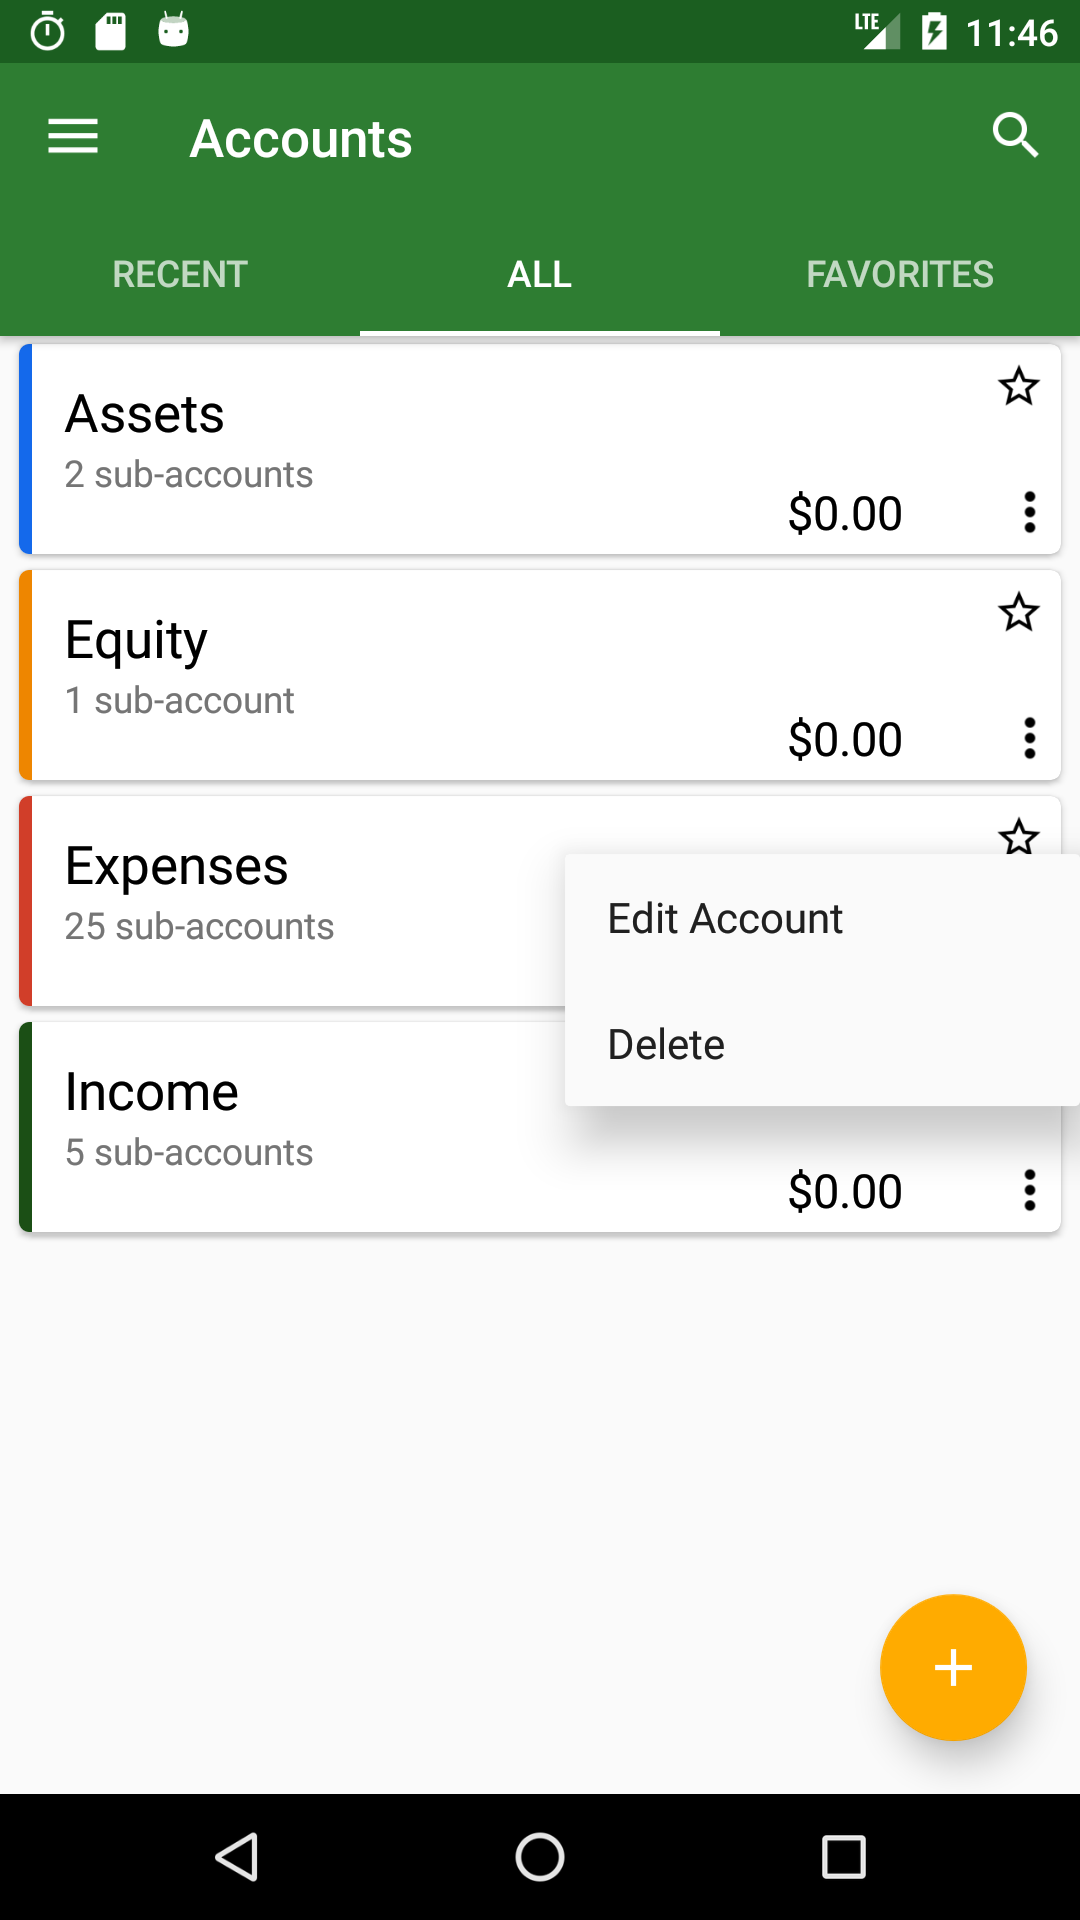 LTE 11:46
Accounts
RECENT ALL FAVORITES
Assets
2 sub-accounts
$0.00
Equity
1 sub-account
$0.00
Expenses
25 sub-accounts
Edit Account
Delete
Income
5 sub-accounts
$0.00